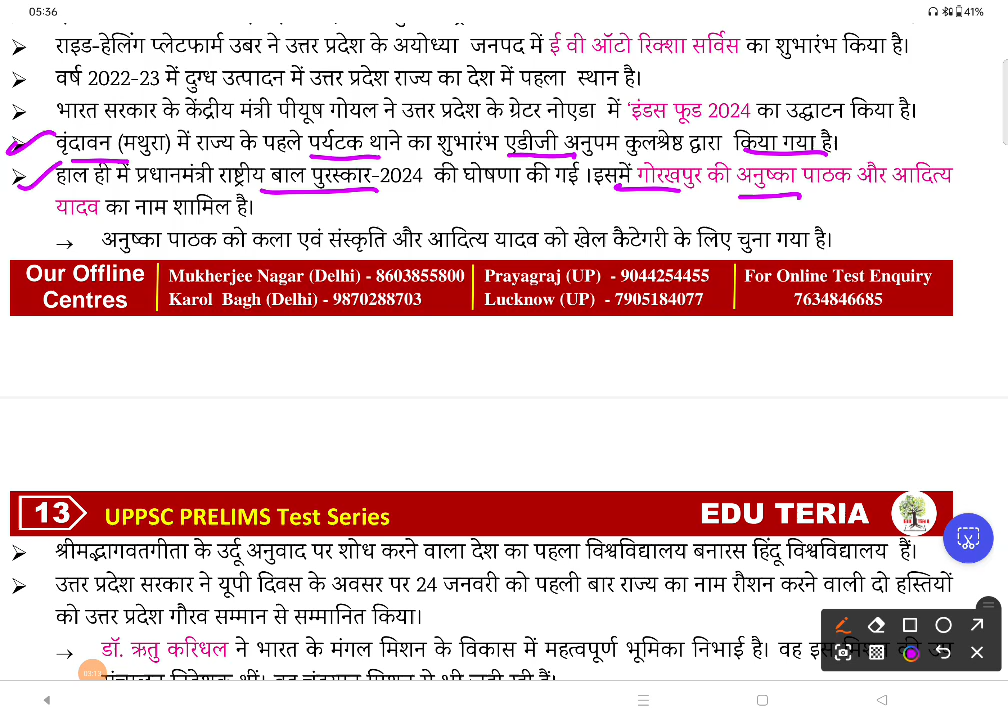 05:36
41%
राइड-हेलिंग प्लेटफार्म उबर ने उत्तर प्रदेश के अयोध्या जनपद में ई वी ऑटो रिक्शा सर्विस का शुभारंभ किया है।
वर्ष 2022-23 में दुग्ध उत्पादन में उत्तर प्रदेश राज्य का देश में पहला स्थान है।
भारत सरकार के केंद्रीय मंत्री पीयूष गोयल ने उत्तर प्रदेश के ग्रेटर नोएडा में 'इंडस फूड 2024 का उद्घाटन किया है।
वृंदावन (मथुरा) में राज्य के पहले पर्यटक थाने का शुभारंभ एडीजी अनुपम कुलश्रेष्ठ द्वारा किया गया है।
हाल ही में प्रधानमंत्री राष्ट्रीय बाल पुरस्कार-2024 की घोषणा की गई ।इसमें गोरखपुर की अनुष्का पाठक और आदित्य
यादव का नाम शामिल है।
→ अनुष्का पाठक को कला एवं संस्कृति और आदित्य यादव को खेल कैटेगरी के लिए चुना गया है।
Our Offline Centres
Mukherjee Nagar (Delhi) - 8603855800
Karol Bagh (Delhi) - 9870288703
Prayagraj (UP) - 9044254455
Lucknow (UP) - 7905184077
For Online Test Enquiry
7634846685
13 UPPSC PRELIMS Test Series EDU TERIA
श्रीमद्भागवतगीता के उर्दू अनुवाद पर शोध करने वाला देश का पहला विश्वविद्यालय बनारस हिंदू विश्वविद्यालय हैं।
उत्तर प्रदेश सरकार ने यूपी दिवस के अवसर पर 24 जनवरी को पहली बार राज्य का नाम रौशन करने वाली दो हस्तियों
को उत्तर प्रदेश गौरव सम्मान से सम्मानित किया।
→ डॉ. ऋतु करिधल ने भारत के मंगल मिशन के विकास में महत्वपूर्ण भूमिका निभाई है। वह इस